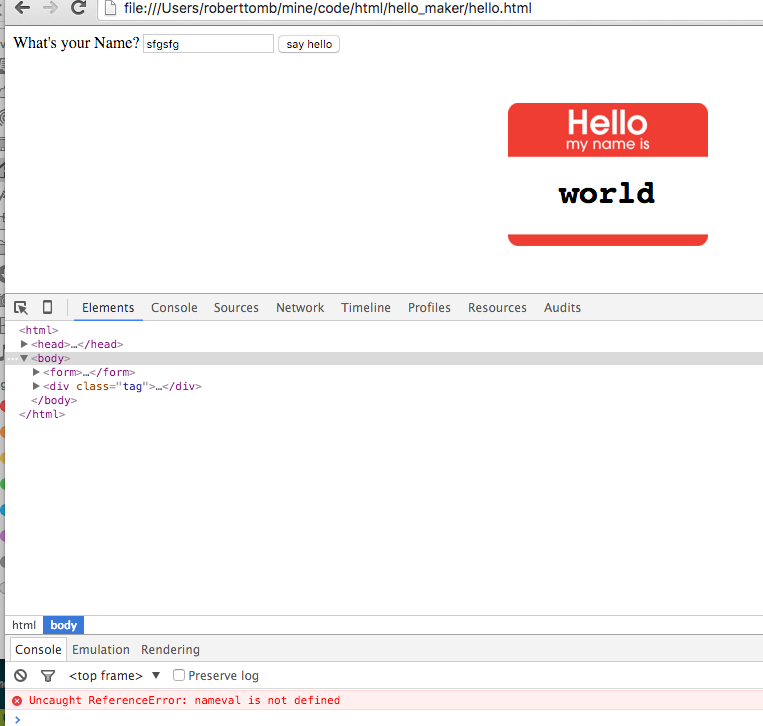 file:///Users/roberttomb/mine/code/html/hello_maker/hello.html
What's your Name? sfgsfg say hello
Hello
my name is
world
Elements Console Sources Network Timeline Profiles Resources Audits
<html>
<head>…</head>
<body>
<form>…</form>
<div class="tag">…</div>
</body>
</html>
html body
Console Emulation Rendering
<top frame> Preserve log
Uncaught ReferenceError: nameval is not defined